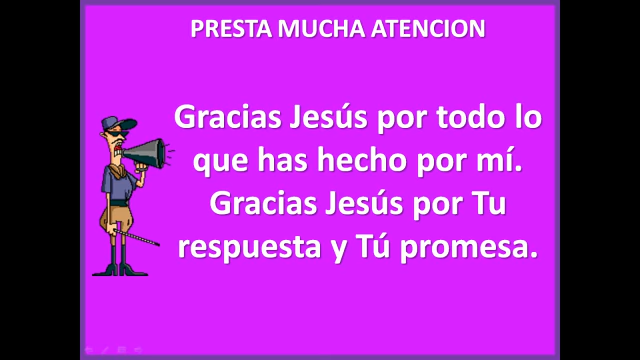 PRESTA MUCHA ATENCION
Gracias Jesús por todo lo
que has hecho por mí.
Gracias Jesús por Tu
respuesta y Tú promesa.